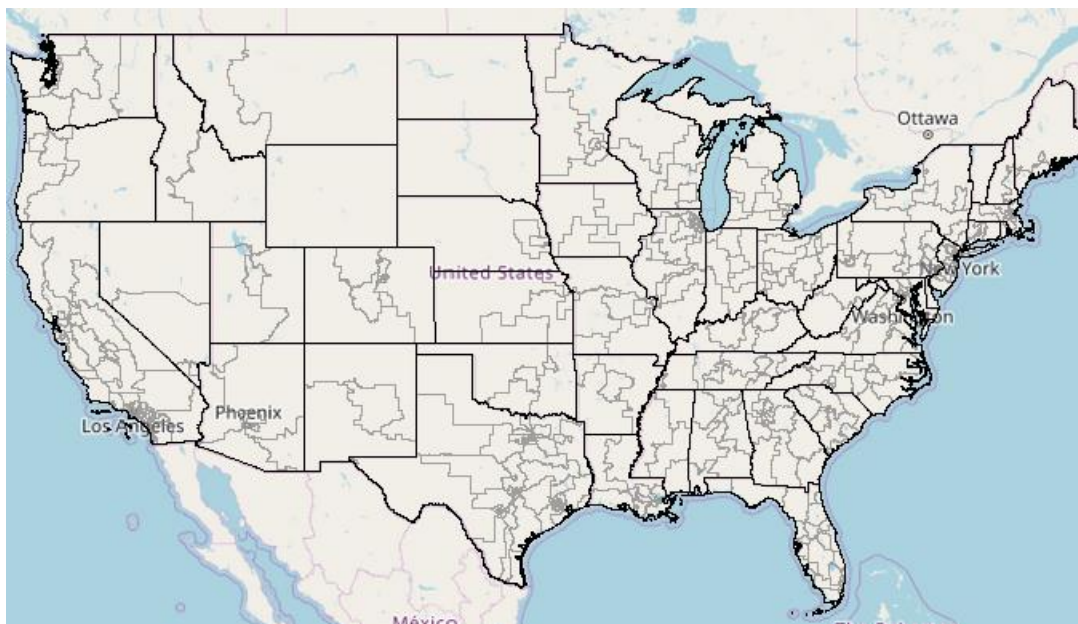 Ottawa
United States
New York
Washington
Phoenix
Los Angeles
México